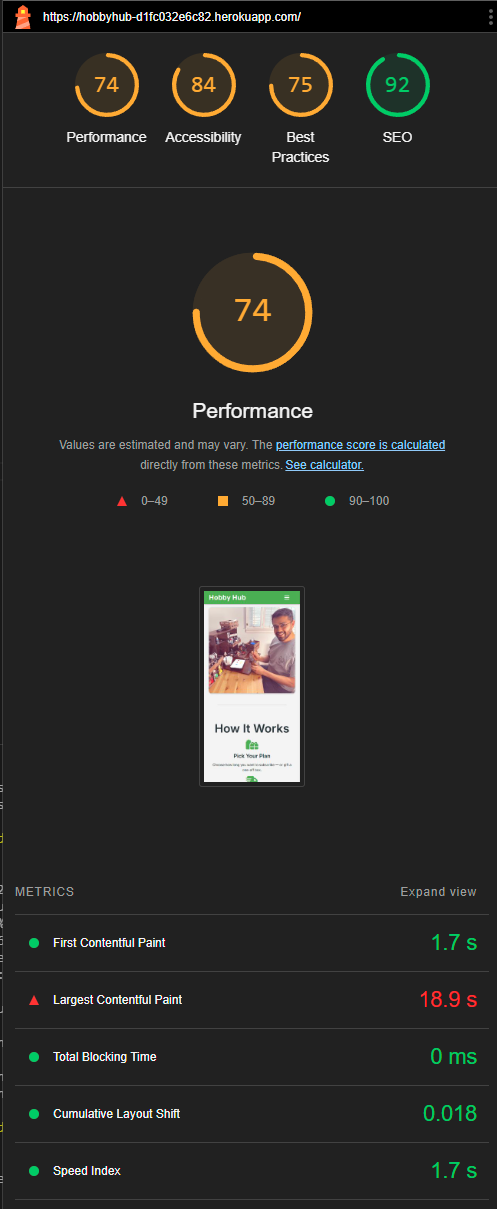 https://hobbyhub-d1fc032e6c82.herokuapp.com/
74
84
75
92
Performance
Accessibility
Best
Practices
SEO
74
Performance
Values are estimated and may vary. The performance score is calculated
directly from these metrics. See calculator.
0–49
50–89
90–100
Hobby Hub
How It Works
Pick Your Plan
METRICS
Expand view
First Contentful Paint
1.7 s
Largest Contentful Paint
18.9 s
Total Blocking Time
0 ms
Cumulative Layout Shift
0.018
Speed Index
1.7 s